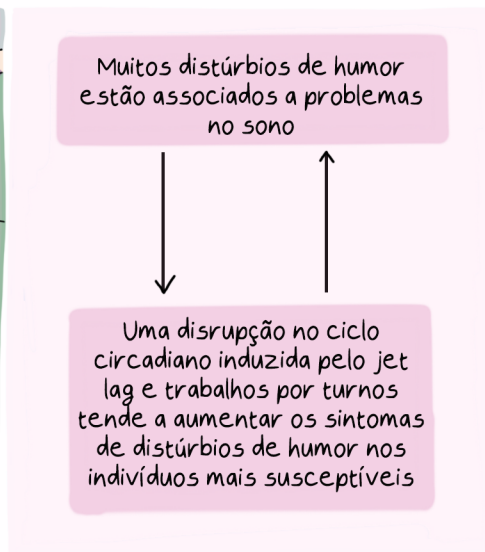 Muitos distúrbios de humor
estão associados a problemas
no sono
Uma disrupção no ciclo
circadiano induzida pelo jet
lag e trabalhos por turnos
tende a aumentar os sintomas
de distúrbios de humor nos
indivíduos mais susceptíveis